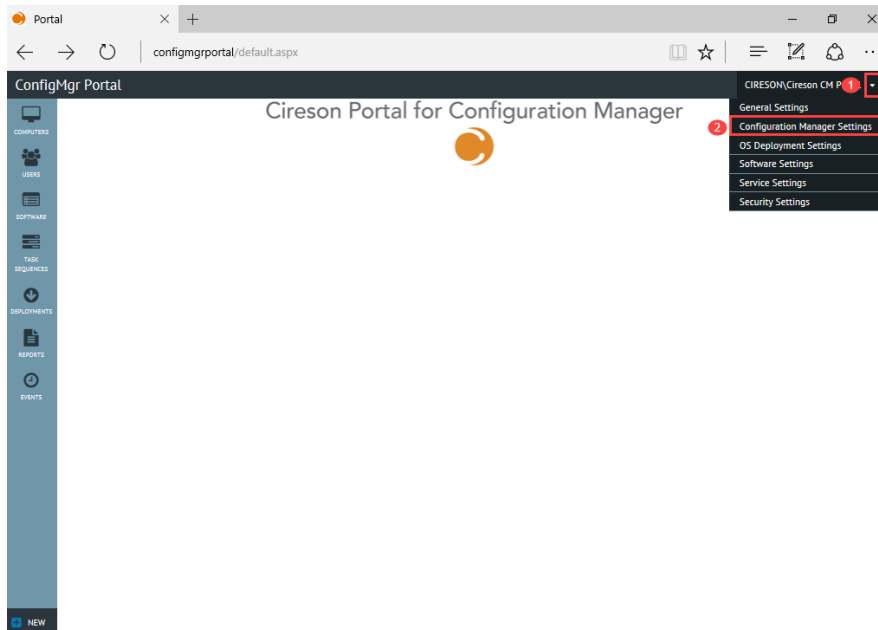 Portal
configmgrportal/default.aspx
ConfigMgr Portal
CIRESON\Cireson CM P
1
General Settings
2
Configuration Manager Settings
OS Deployment Settings
Software Settings
Service Settings
Security Settings
Cireson Portal for Configuration Manager
COMPUTERS
USERS
SOFTWARE
TASK
SEQUENCES
DEPLOYMENTS
REPORTS
EVENTS
NEW